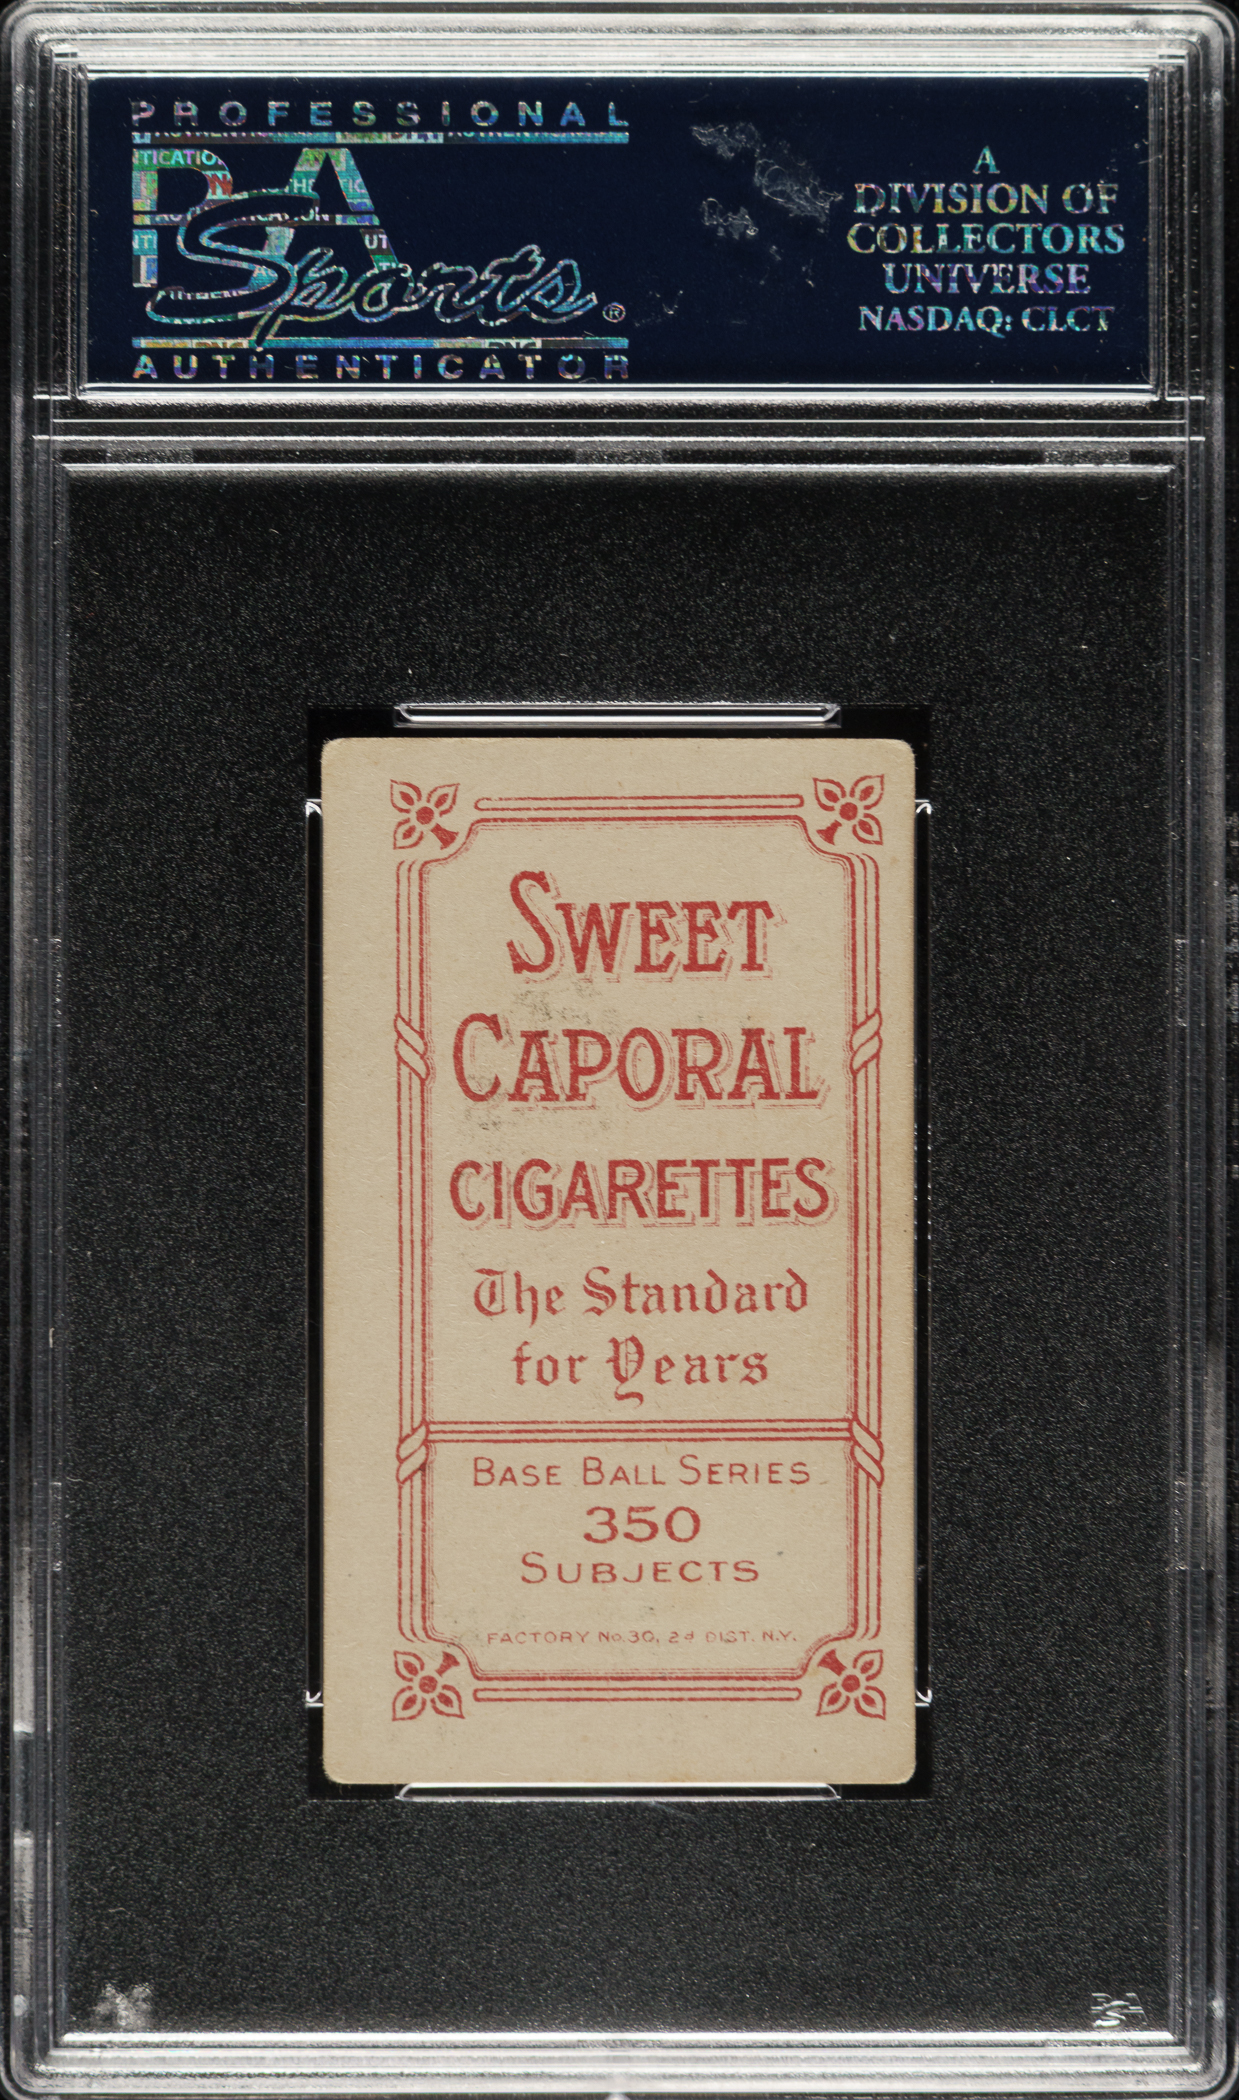 PROFESSIONAL
PSA
Sports®
AUTHENTICATOR
A
DIVISION OF
COLLECTORS
UNIVERSE
NASDAQ: CLCT
SWEET
CAPORAL
CIGARETTES
The Standard
for Years
BASE BALL SERIES
350
SUBJECTS
FACTORY No. 30, 2d DIST. N.Y.
PSA